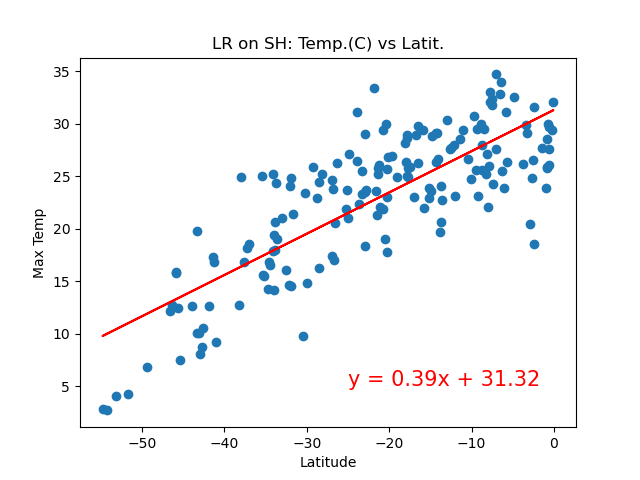 LR on SH: Temp.(C) vs Latit.
35
30
25
20
15
10
5
Max Temp
y = 0.39x + 31.32
−50 −40 −30 −20 −10 0
Latitude